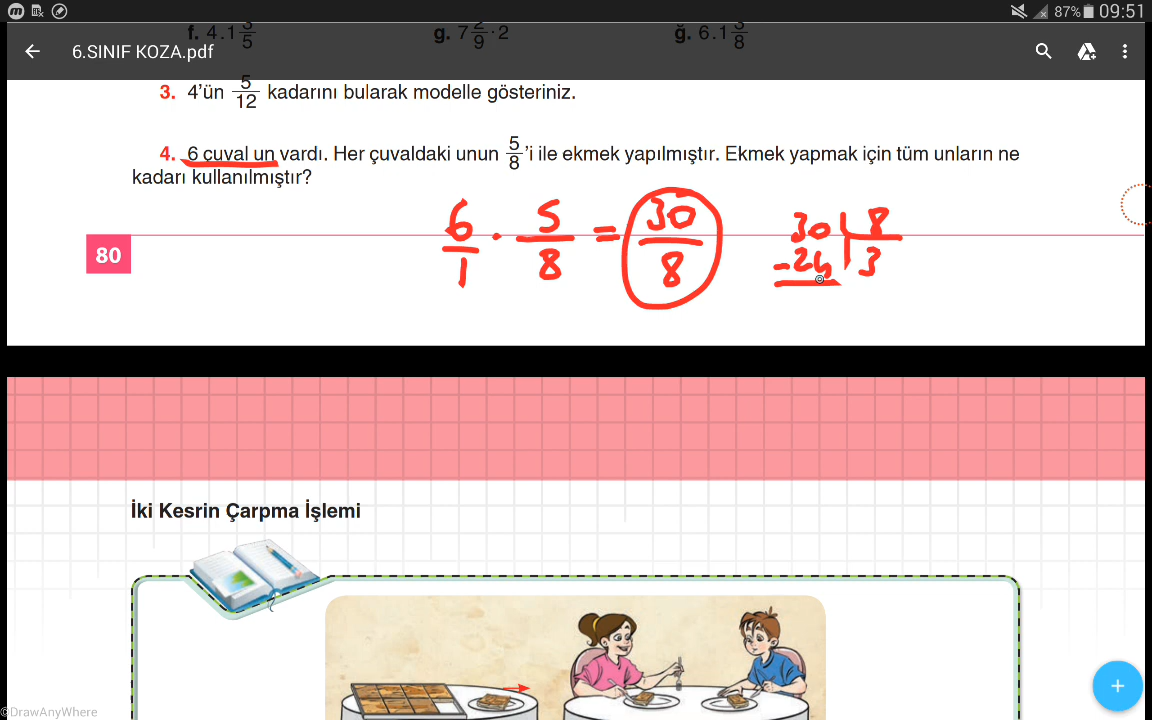 87% 09:51
f. 4.1 3/5 g. 7 2/9 · 2 ğ. 6.1 3/8
6.SINIF KOZA.pdf
3. 4'ün 5/12 kadarını bularak modelle gösteriniz.
4. 6 çuval un vardı. Her çuvaldaki unun 5/8'i ile ekmek yapılmıştır. Ekmek yapmak için tüm unların ne
kadarı kullanılmıştır?
6/1 · 5/8 = 30/8 30 8
-24 3
80
İki Kesrin Çarpma İşlemi
©DrawAnyWhere